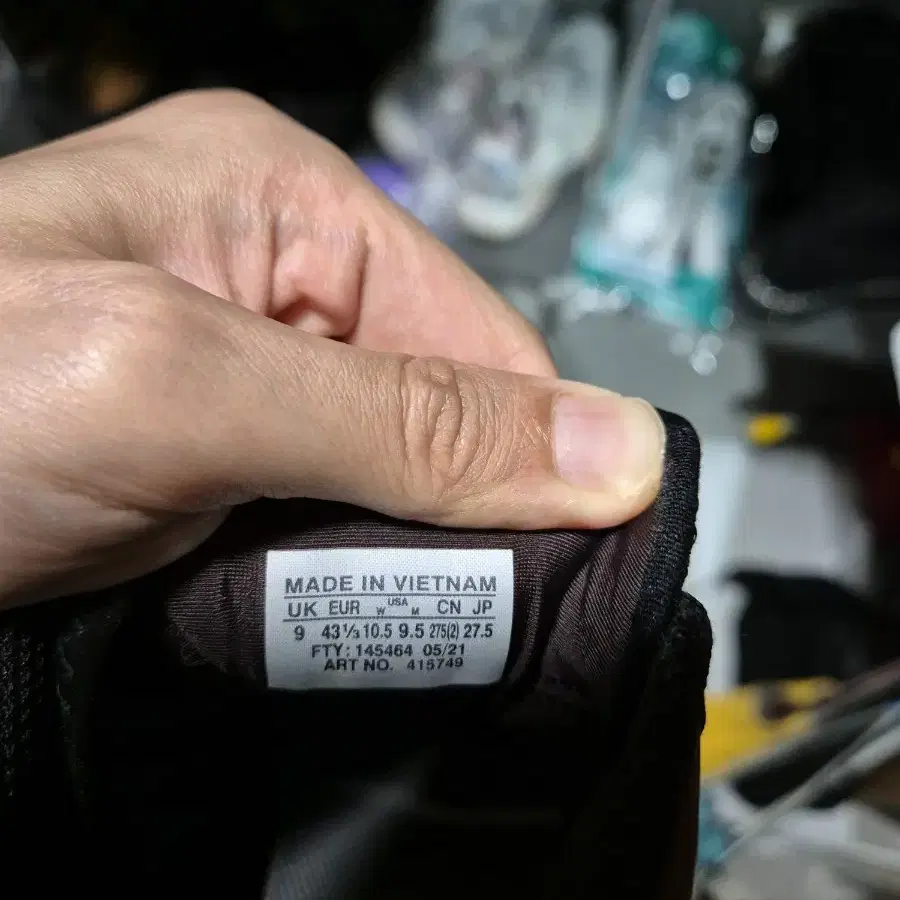 MADE IN VIETNAM
UK EUR W USA M CN JP
9 43⅓ 10.5 9.5 275(2) 27.5
FTY: 145464 05/21
ART NO. 415749